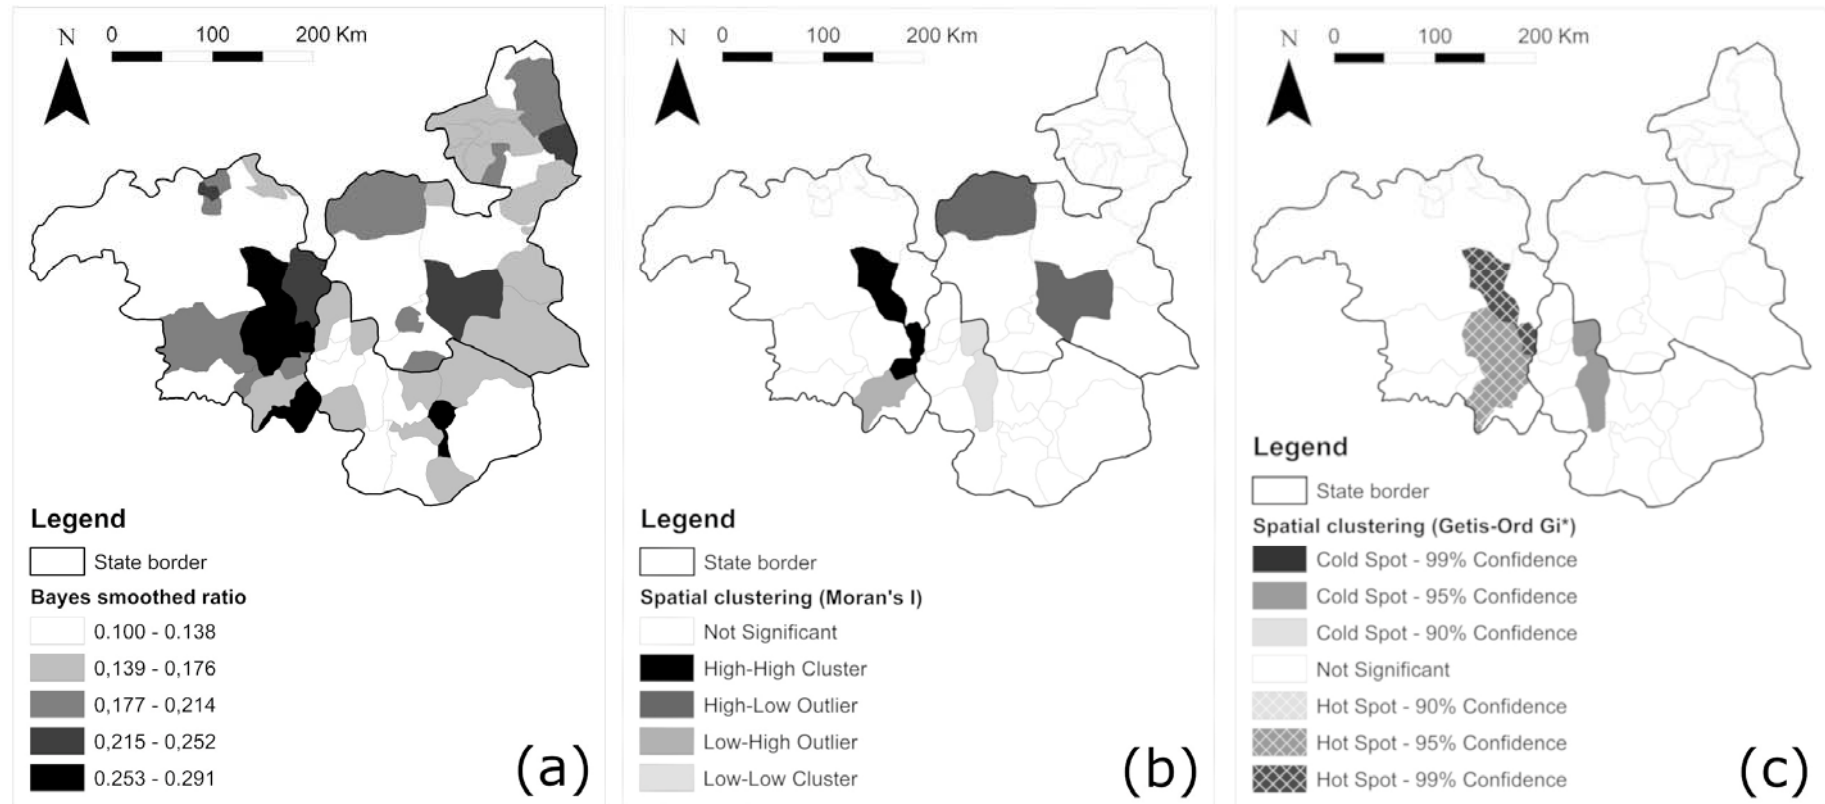 N 0 100 200 Km
Legend
State border
Bayes smoothed ratio
0.100 - 0.138
0,139 - 0,176
0,177 - 0,214
0,215 - 0,252
0.253 - 0.291
(a)
N 0 100 200 Km
Legend
State border
Spatial clustering (Moran's I)
Not Significant
High-High Cluster
High-Low Outlier
Low-High Outlier
Low-Low Cluster
(b)
N 0 100 200 Km
Legend
State border
Spatial clustering (Getis-Ord Gi*)
Cold Spot - 99% Confidence
Cold Spot - 95% Confidence
Cold Spot - 90% Confidence
Not Significant
Hot Spot - 90% Confidence
Hot Spot - 95% Confidence
Hot Spot - 99% Confidence
(c)